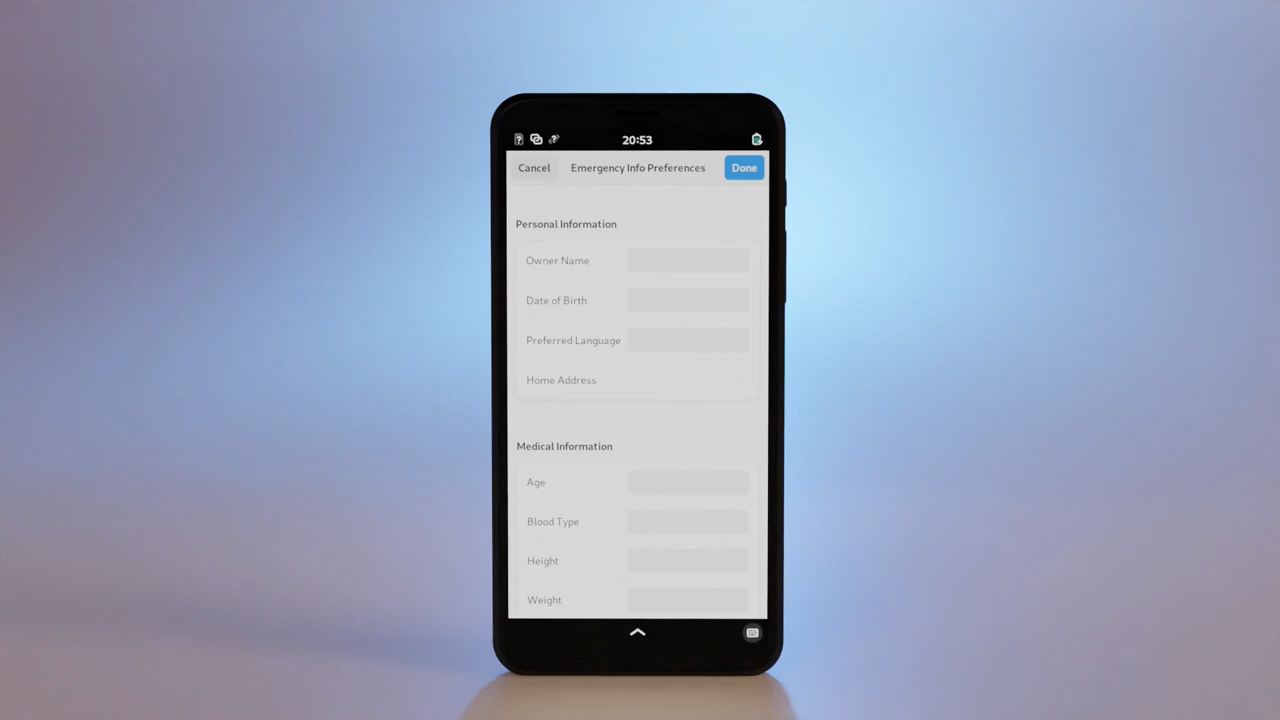 20:53
Cancel Emergency Info Preferences Done
Personal Information
Owner Name
Date of Birth
Preferred Language
Home Address
Medical Information
Age
Blood Type
Height
Weight